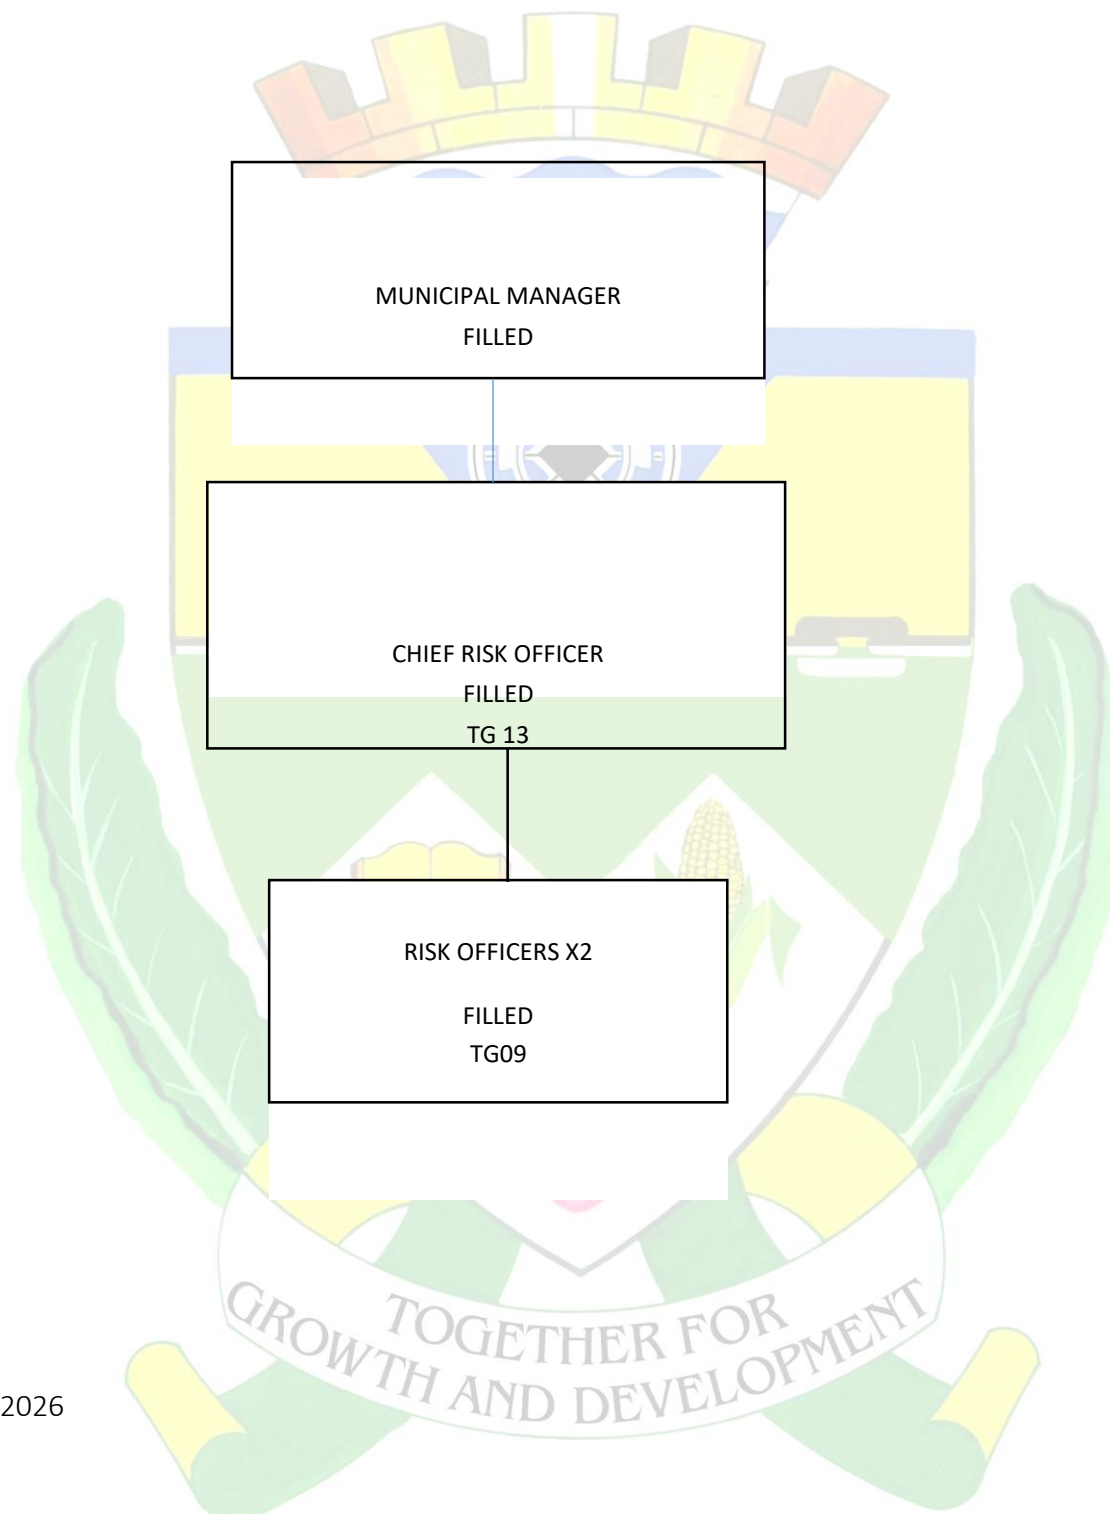 MUNICIPAL MANAGER
FILLED
CHIEF RISK OFFICER
FILLED
TG 13
RISK OFFICERS X2
FILLED
TG09
TOGETHER FOR
GROWTH AND DEVELOPMENT
2026